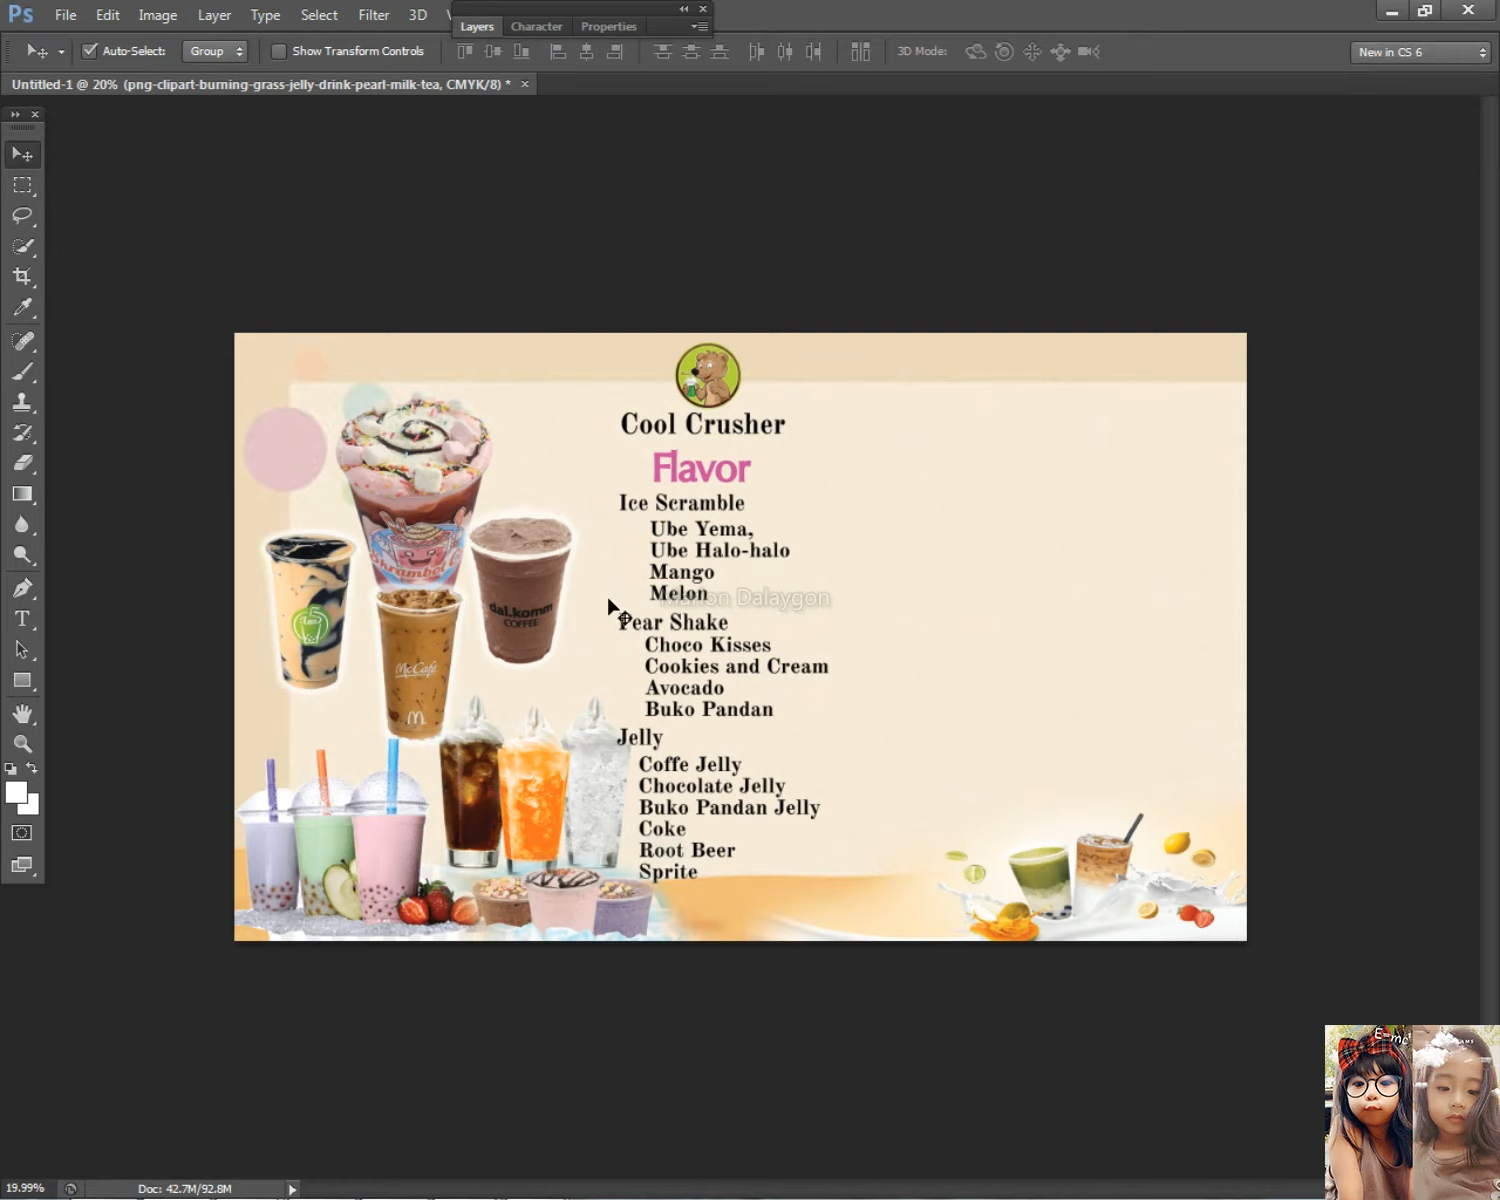 Ps File Edit Image Layer Type Select Filter 3D
Layers Character Properties
Auto-Select: Group Show Transform Controls 3D Mode: New in CS 6
Untitled-1 @ 20% (png-clipart-burning-grass-jelly-drink-pearl-milk-tea, CMYK/8) *
Cool Crusher
Flavor
Ice Scramble
Ube Yema,
Ube Halo-halo
Mango
Melon
Dalaygon
Pear Shake
Choco Kisses
Cookies and Cream
Avocado
Buko Pandan
Jelly
Coffe Jelly
Chocolate Jelly
Buko Pandan Jelly
Coke
Root Beer
Sprite
dal.komm
COFFEE
McCafé
E=mc²
19.99% Doc: 42.7M/92.8M